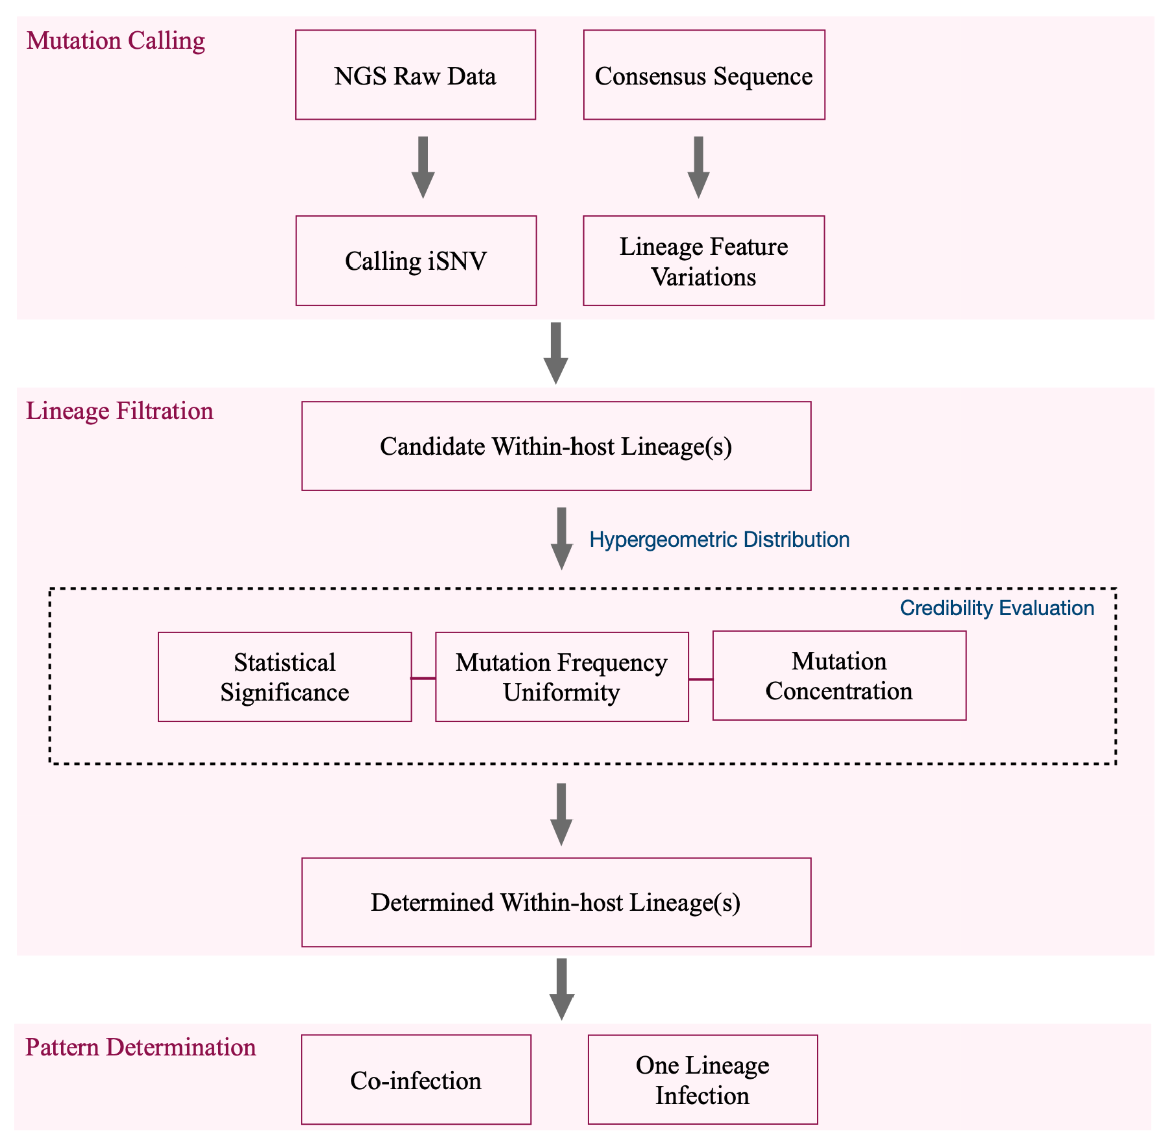 Mutation Calling
NGS Raw Data
Consensus Sequence
Calling iSNV
Lineage Feature
Variations
Lineage Filtration
Candidate Within-host Lineage(s)
Hypergeometric Distribution
Credibility Evaluation
Statistical
Significance
Mutation Frequency
Uniformity
Mutation
Concentration
Determined Within-host Lineage(s)
Pattern Determination
Co-infection
One Lineage
Infection